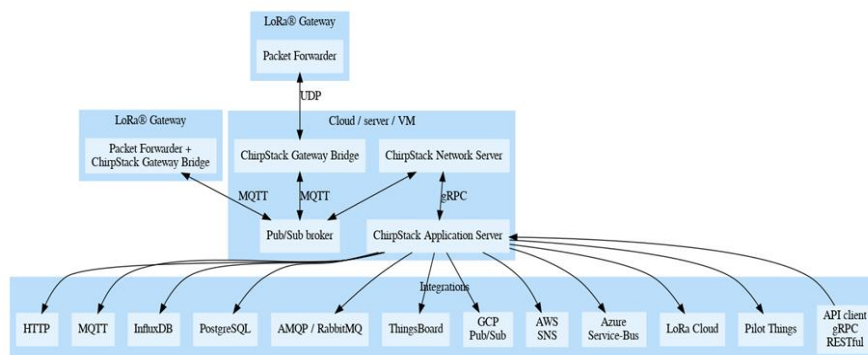 LoRa® Gateway
Packet Forwarder
UDP
LoRa® Gateway
Packet Forwarder +
ChirpStack Gateway Bridge
Cloud / server / VM
ChirpStack Gateway Bridge
ChirpStack Network Server
MQTT
MQTT
gRPC
Pub/Sub broker
ChirpStack Application Server
Integrations
HTTP
MQTT
InfluxDB
PostgreSQL
AMQP / RabbitMQ
ThingsBoard
GCP
Pub/Sub
AWS
SNS
Azure
Service-Bus
LoRa Cloud
Pilot Things
API client
gRPC
RESTful